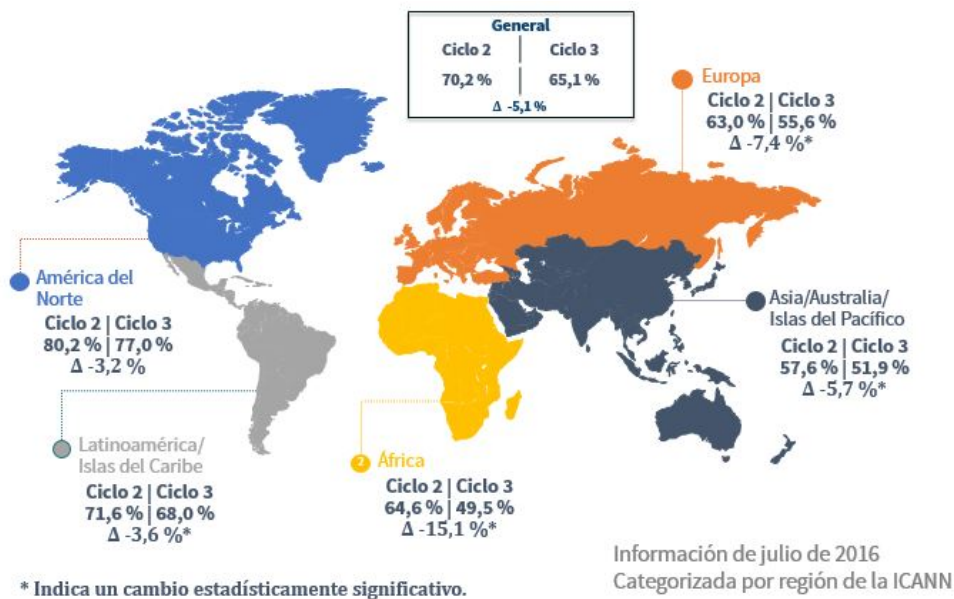 General
Ciclo 2 | Ciclo 3
70,2 % | 65,1 %
Δ -5,1 %
Europa
Ciclo 2 | Ciclo 3
63,0 % | 55,6 %
Δ -7,4 %*
América del
Norte
Ciclo 2 | Ciclo 3
80,2 % | 77,0 %
Δ -3,2 %
Asia/Australia/
Islas del Pacífico
Ciclo 2 | Ciclo 3
57,6 % | 51,9 %
Δ -5,7 %*
Latinoamérica/
Islas del Caribe
Ciclo 2 | Ciclo 3
71,6 % | 68,0 %
Δ -3,6 %*
2 África
Ciclo 2 | Ciclo 3
64,6 % | 49,5 %
Δ -15,1 %*
Información de julio de 2016
Categorizada por región de la ICANN
* Indica un cambio estadísticamente significativo.